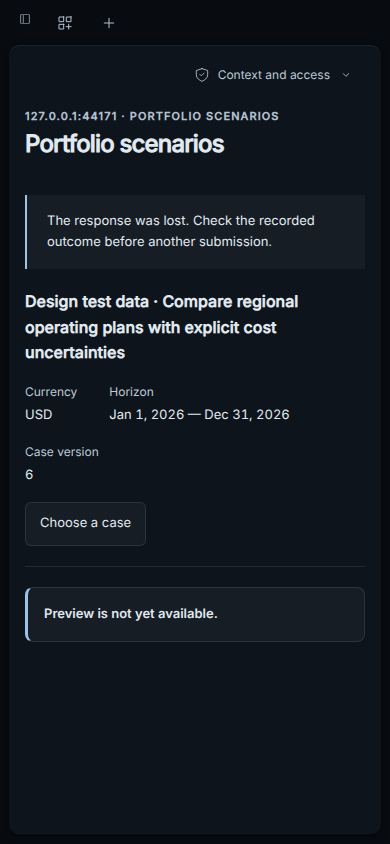 Context and access
127.0.0.1:44171 · PORTFOLIO SCENARIOS
Portfolio scenarios
The response was lost. Check the recorded
outcome before another submission.
Design test data · Compare regional
operating plans with explicit cost
uncertainties
Currency Horizon
USD Jan 1, 2026 — Dec 31, 2026
Case version
6
Choose a case
Preview is not yet available.